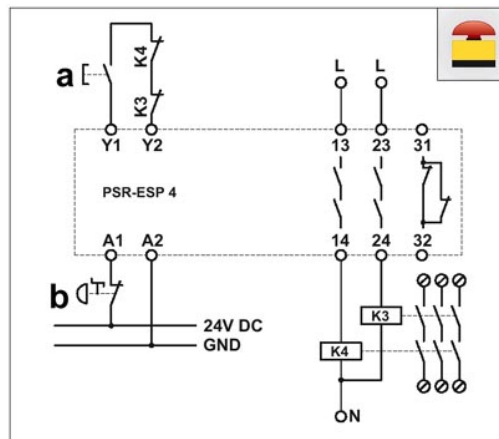 a
K4
K3
L L
Y1 Y2 13 23 31
PSR-ESP 4
A1 A2 14 24 32
b
24V DC
GND
K3
K4
N